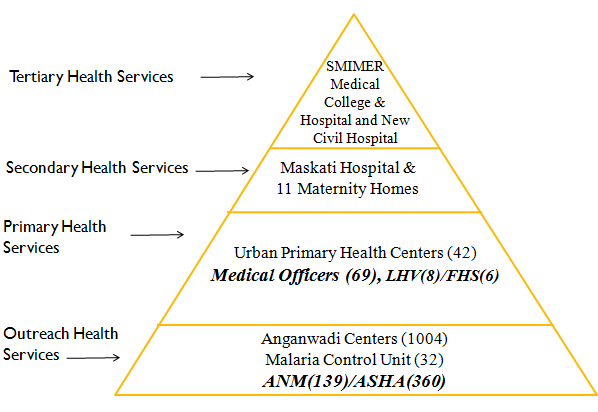 Tertiary Health Services
SMIMER
Medical
College &
Hospital and New
Civil Hospital
Secondary Health Services
Maskati Hospital &
11 Maternity Homes
Primary Health
Services
Urban Primary Health Centers (42)
Medical Officers (69), LHV(8)/FHS(6)
Outreach Health
Services
Anganwadi Centers (1004)
Malaria Control Unit (32)
ANM(139)/ASHA(360)